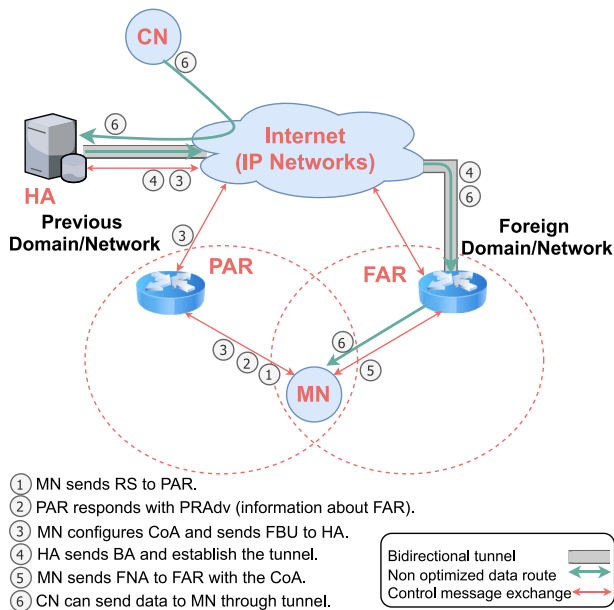 CN
6
6
Internet
(IP Networks)
HA
4 3
4
6
Previous
Domain/Network
Foreign
Domain/Network
3
PAR
FAR
3
2
1
6
5
MN
1 MN sends RS to PAR.
2 PAR responds with PRAdv (information about FAR).
3 MN configures CoA and sends FBU to HA.
4 HA sends BA and establish the tunnel.
5 MN sends FNA to FAR with the CoA.
6 CN can send data to MN through tunnel.
Bidirectional tunnel
Non optimized data route
Control message exchange